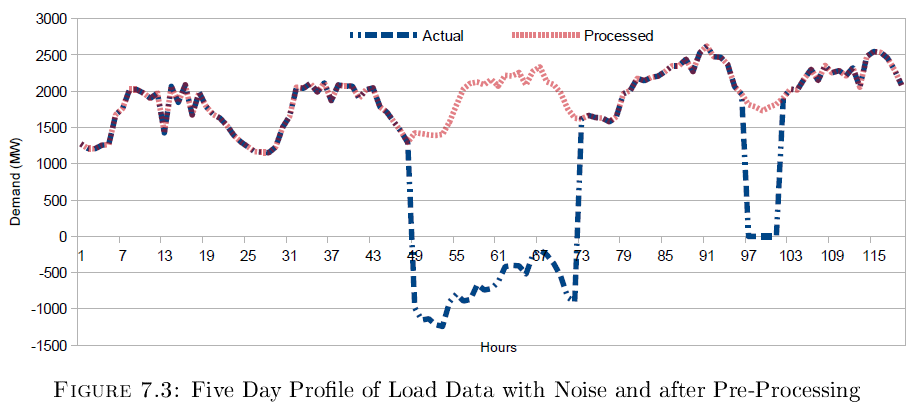 3000
Actual
Processed
2500
2000
1500
1000
500
0
1 7 13 19 25 31 37 43 49 55 61 67 73 79 85 91 97 103 109 115
-500
-1000
-1500
Demand (MW)
Hours
FIGURE 7.3: Five Day Profile of Load Data with Noise and after Pre-Processing